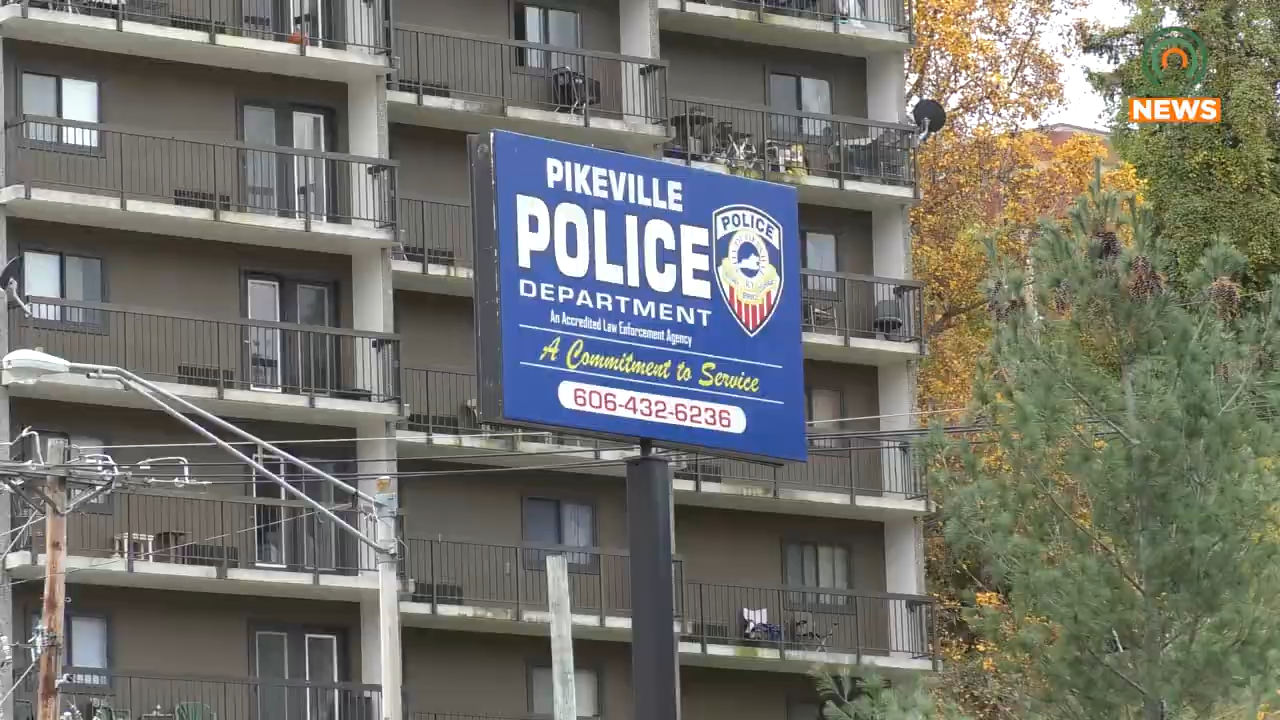 PIKEVILLE
POLICE
DEPARTMENT
An Accredited Law Enforcement Agency
A Commitment to Service
606-432-6236
POLICE
NEWS